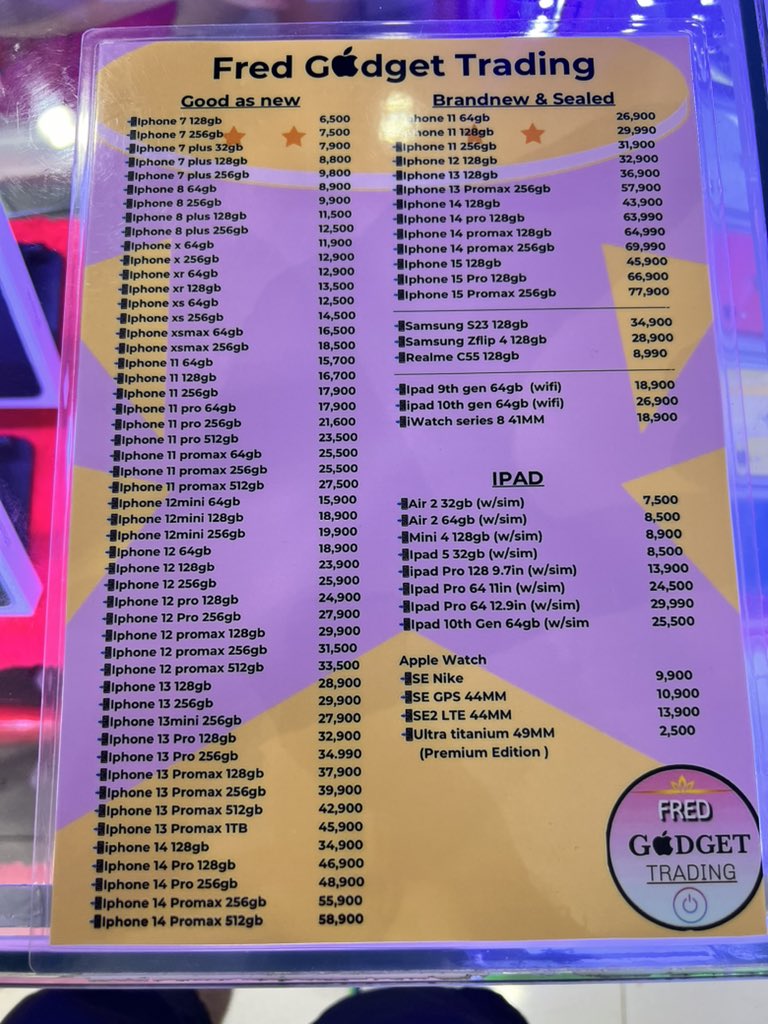 Fred Gadget Trading
Good as new
Iphone 7 128gb 6,500
Iphone 7 256gb 7,500
Iphone 7 plus 32gb 7,900
Iphone 7 plus 128gb 8,800
Iphone 7 plus 256gb 9,800
Iphone 8 64gb 8,900
Iphone 8 256gb 9,900
Iphone 8 plus 128gb 11,500
Iphone 8 plus 256gb 12,500
Iphone x 64gb 11,900
Iphone x 256gb 12,900
Iphone xr 64gb 12,900
Iphone xr 128gb 13,500
Iphone xs 64gb 12,500
Iphone xs 256gb 14,500
Iphone xsmax 64gb 16,500
Iphone xsmax 256gb 18,500
Iphone 11 64gb 15,700
Iphone 11 128gb 16,700
Iphone 11 256gb 17,900
Iphone 11 pro 64gb 17,900
Iphone 11 pro 256gb 21,600
Iphone 11 pro 512gb 23,500
Iphone 11 promax 64gb 25,500
Iphone 11 promax 256gb 25,500
Iphone 11 promax 512gb 27,500
Iphone 12mini 64gb 15,900
Iphone 12mini 128gb 18,900
Iphone 12mini 256gb 19,900
Iphone 12 64gb 18,900
Iphone 12 128gb 23,900
Iphone 12 256gb 25,900
Iphone 12 pro 128gb 24,900
Iphone 12 Pro 256gb 27,900
Iphone 12 promax 128gb 29,900
Iphone 12 promax 256gb 31,500
Iphone 12 promax 512gb 33,500
Iphone 13 128gb 28,900
Iphone 13 256gb 29,900
Iphone 13mini 256gb 27,900
Iphone 13 Pro 128gb 32,900
Iphone 13 Pro 256gb 34.990
Iphone 13 Promax 128gb 37,900
Iphone 13 Promax 256gb 39,900
Iphone 13 Promax 512gb 42,900
Iphone 13 Promax 1TB 45,900
iphone 14 128gb 34,900
Iphone 14 Pro 128gb 46,900
Iphone 14 Pro 256gb 48,900
Iphone 14 Promax 256gb 55,900
Iphone 14 Promax 512gb 58,900
Brandnew & Sealed
Iphone 11 64gb 26,900
Iphone 11 128gb 29,990
Iphone 11 256gb 31,900
Iphone 12 128gb 32,900
Iphone 13 128gb 36,900
Iphone 13 Promax 256gb 57,900
Iphone 14 128gb 43,900
Iphone 14 pro 128gb 63,990
Iphone 14 promax 128gb 64,990
Iphone 14 promax 256gb 69,990
Iphone 15 128gb 45,900
Iphone 15 Pro 128gb 66,900
Iphone 15 Promax 256gb 77,900
Samsung S23 128gb 34,900
Samsung Zflip 4 128gb 28,900
Realme C55 128gb 8,990
Ipad 9th gen 64gb (wifi) 18,900
ipad 10th gen 64gb (wifi) 26,900
iWatch series 8 41MM 18,900
IPAD
Air 2 32gb (w/sim) 7,500
Air 2 64gb (w/sim) 8,500
Mini 4 128gb (w/sim) 8,900
Ipad 5 32gb (w/sim) 8,500
ipad Pro 128 9.7in (w/sim) 13,900
Ipad Pro 64 11in (w/sim) 24,500
Ipad Pro 64 12.9in (w/sim) 29,990
Ipad 10th Gen 64gb (w/sim 25,500
Apple Watch
SE Nike 9,900
SE GPS 44MM 10,900
SE2 LTE 44MM 13,900
Ultra titanium 49MM 2,500
(Premium Edition )
FRED
GADGET
TRADING